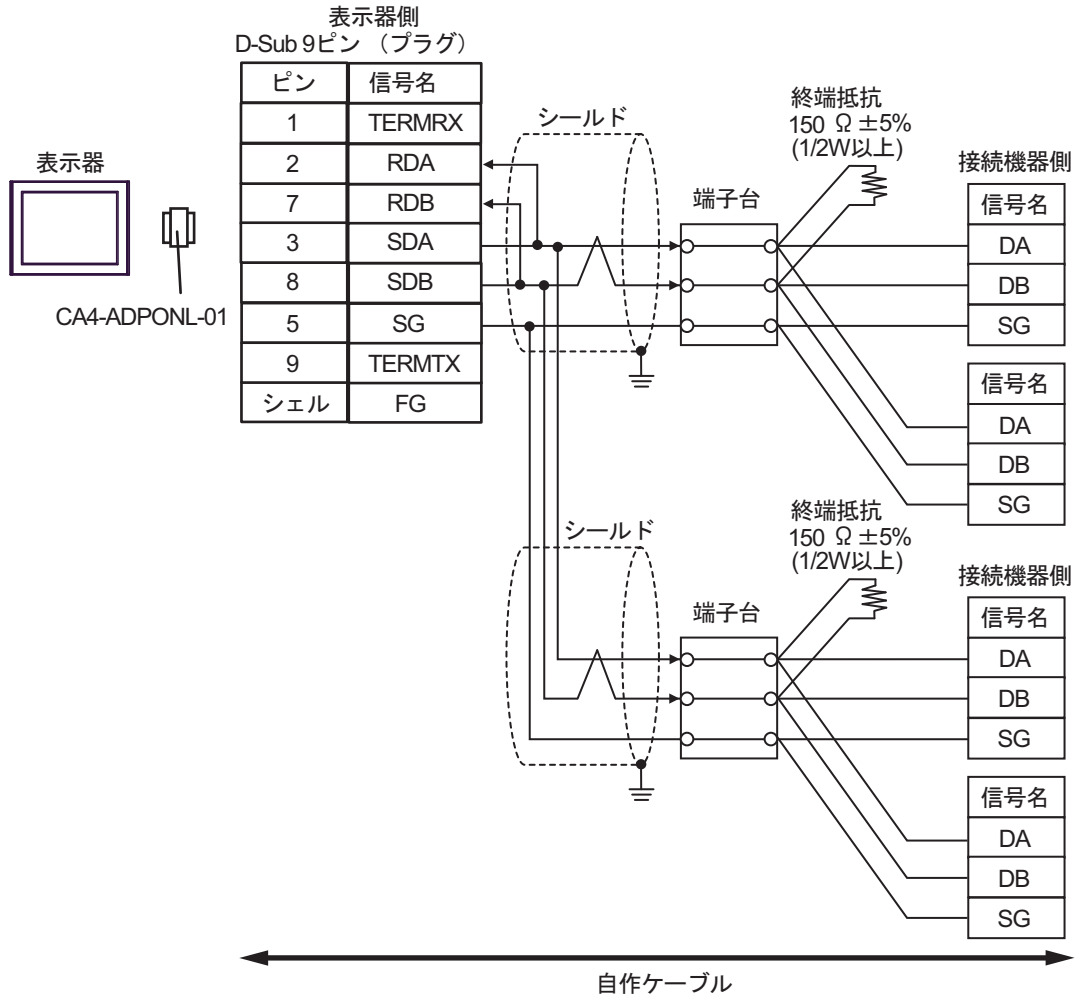 表示器側
D-Sub 9ピン （プラグ）
ピン 信号名
1 TERMRX
2 RDA
7 RDB
3 SDA
8 SDB
5 SG
9 TERMTX
シェル FG
表示器
CA4-ADPONL-01
シールド
端子台
終端抵抗
150 Ω ±5%
(1/2W以上)
接続機器側
信号名
DA
DB
SG
信号名
DA
DB
SG
シールド
端子台
終端抵抗
150 Ω ±5%
(1/2W以上)
接続機器側
信号名
DA
DB
SG
信号名
DA
DB
SG
自作ケーブル